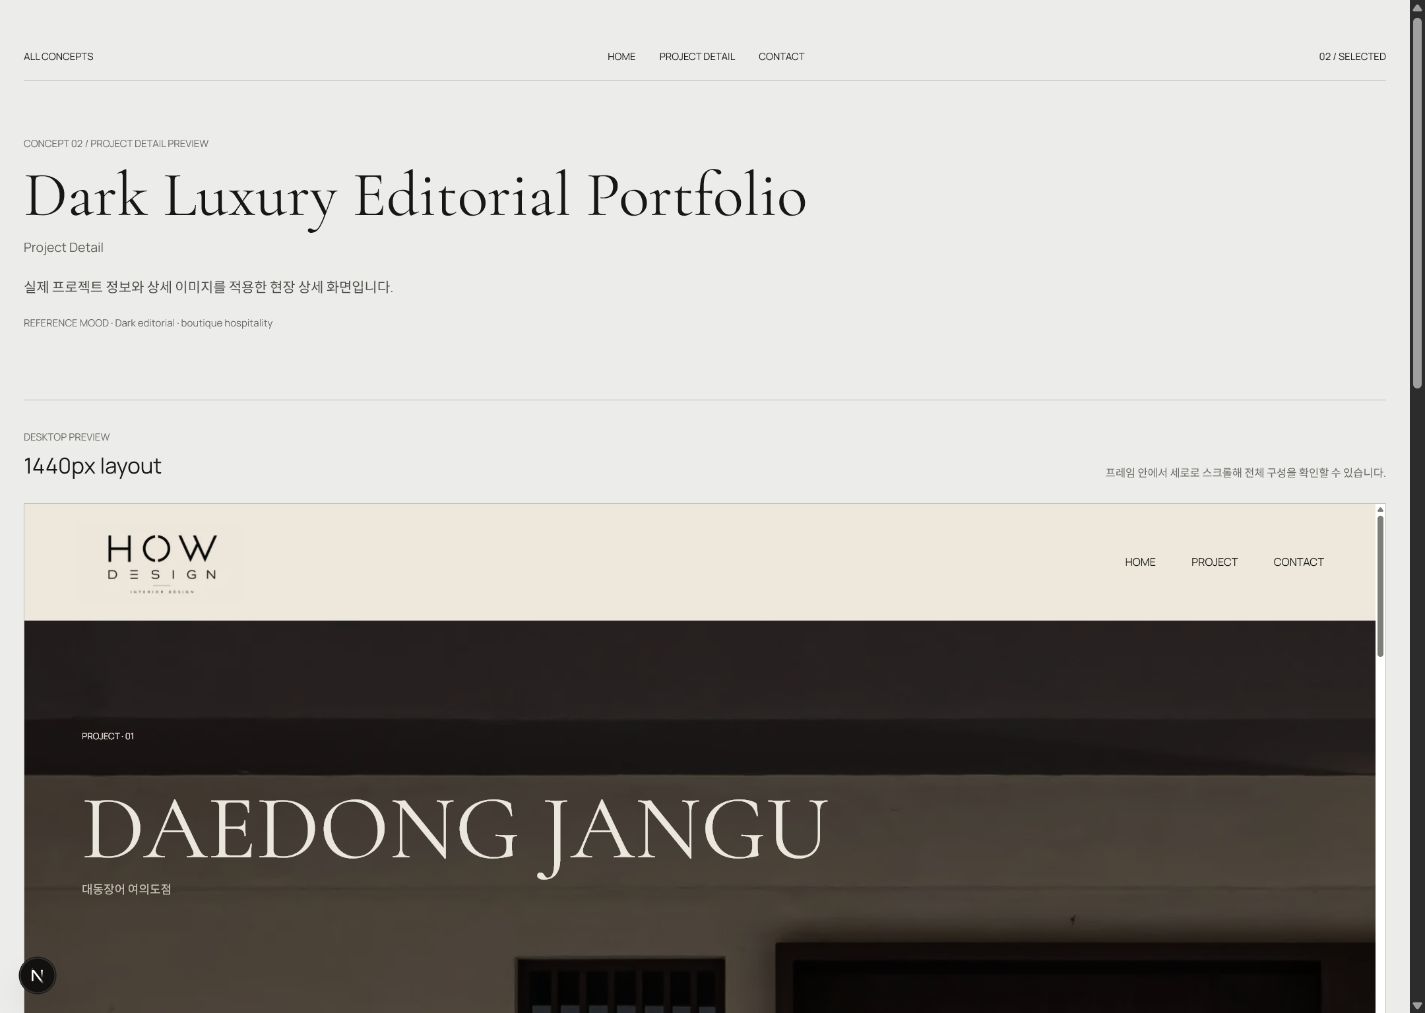 ALL CONCEPTS
HOME PROJECT DETAIL CONTACT
02 / SELECTED
CONCEPT 02 / PROJECT DETAIL PREVIEW
Dark Luxury Editorial Portfolio
Project Detail
실제 프로젝트 정보와 상세 이미지를 적용한 현장 상세 화면입니다.
REFERENCE MOOD · Dark editorial · boutique hospitality
DESKTOP PREVIEW
1440px layout
프레임 안에서 세로로 스크롤해 전체 구성을 확인할 수 있습니다.
HOW
DESIGN
INTERIOR DESIGN
HOME PROJECT CONTACT
PROJECT · 01
DAEDONG JANGU
대동장어 여의도점
N